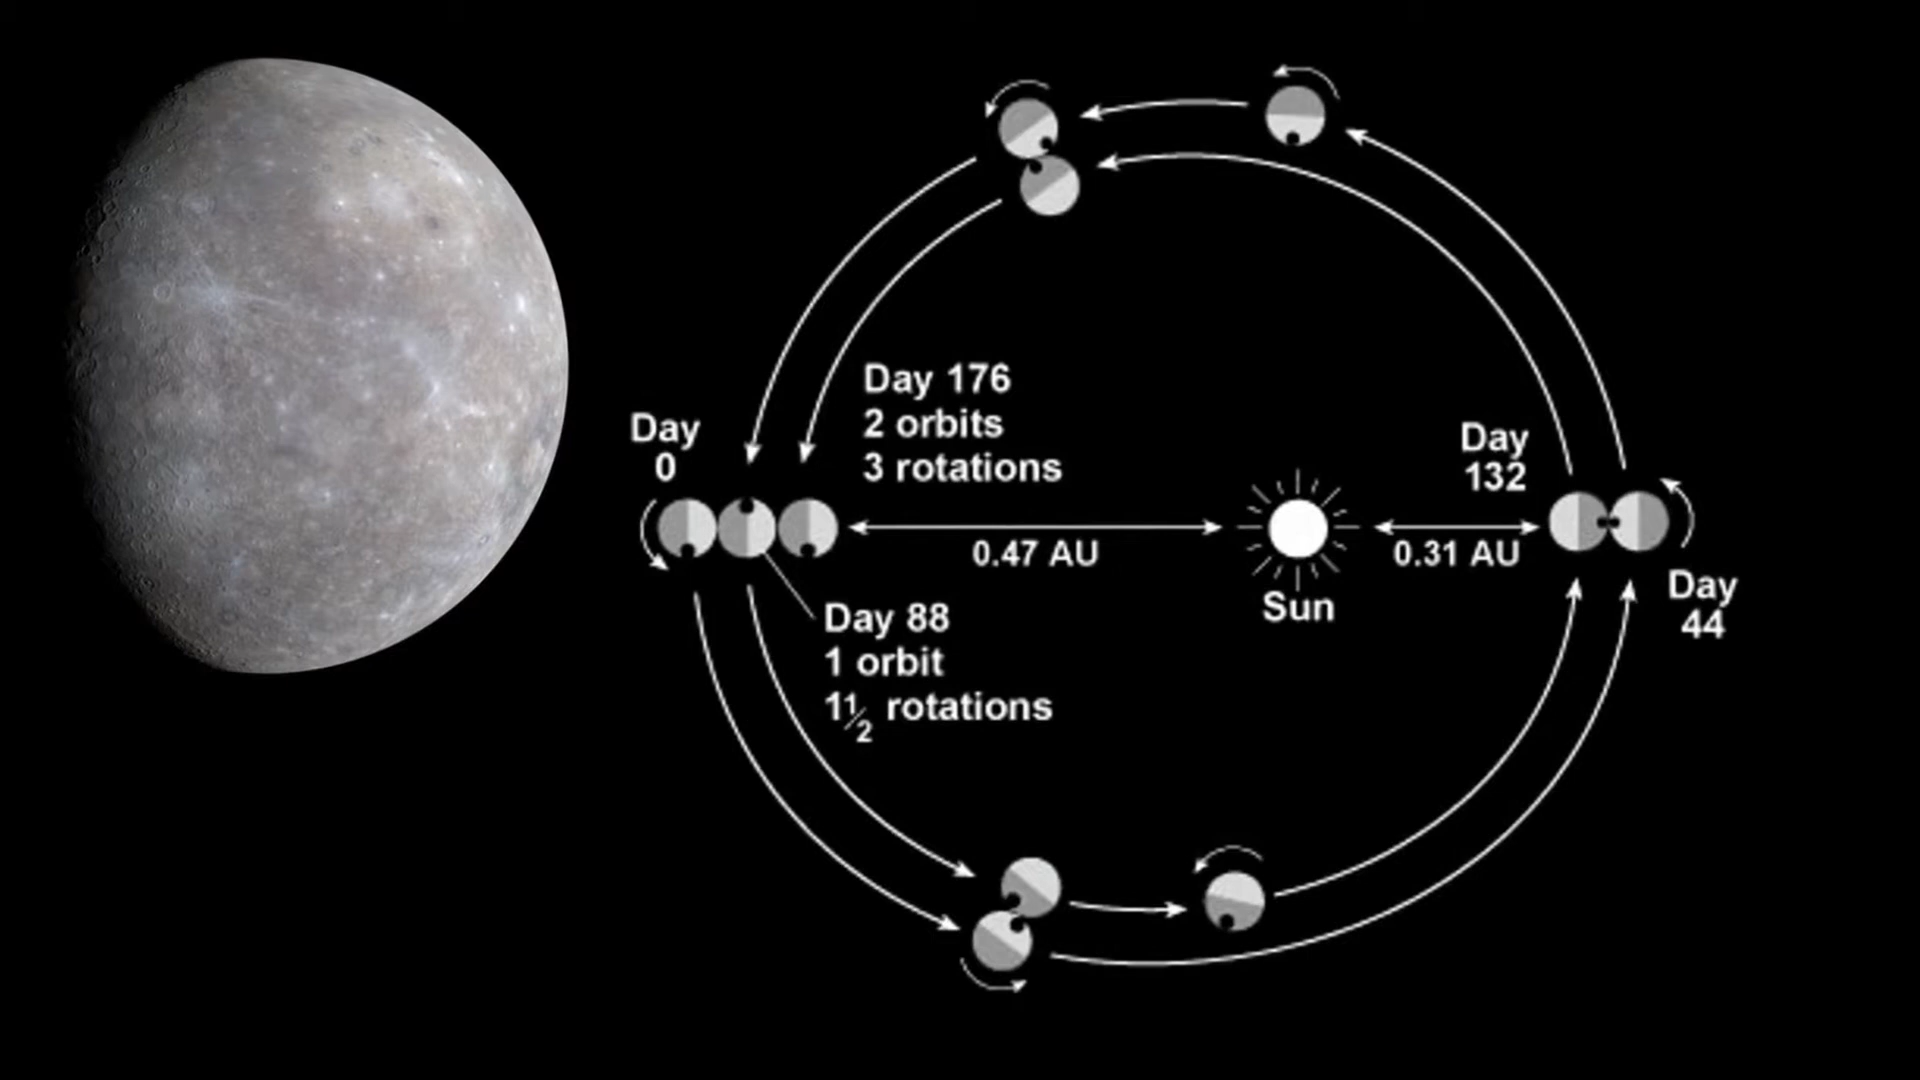 Day
0
Day 176
2 orbits
3 rotations
Day
132
0.47 AU
0.31 AU
Sun
Day
44
Day 88
1 orbit
1½ rotations